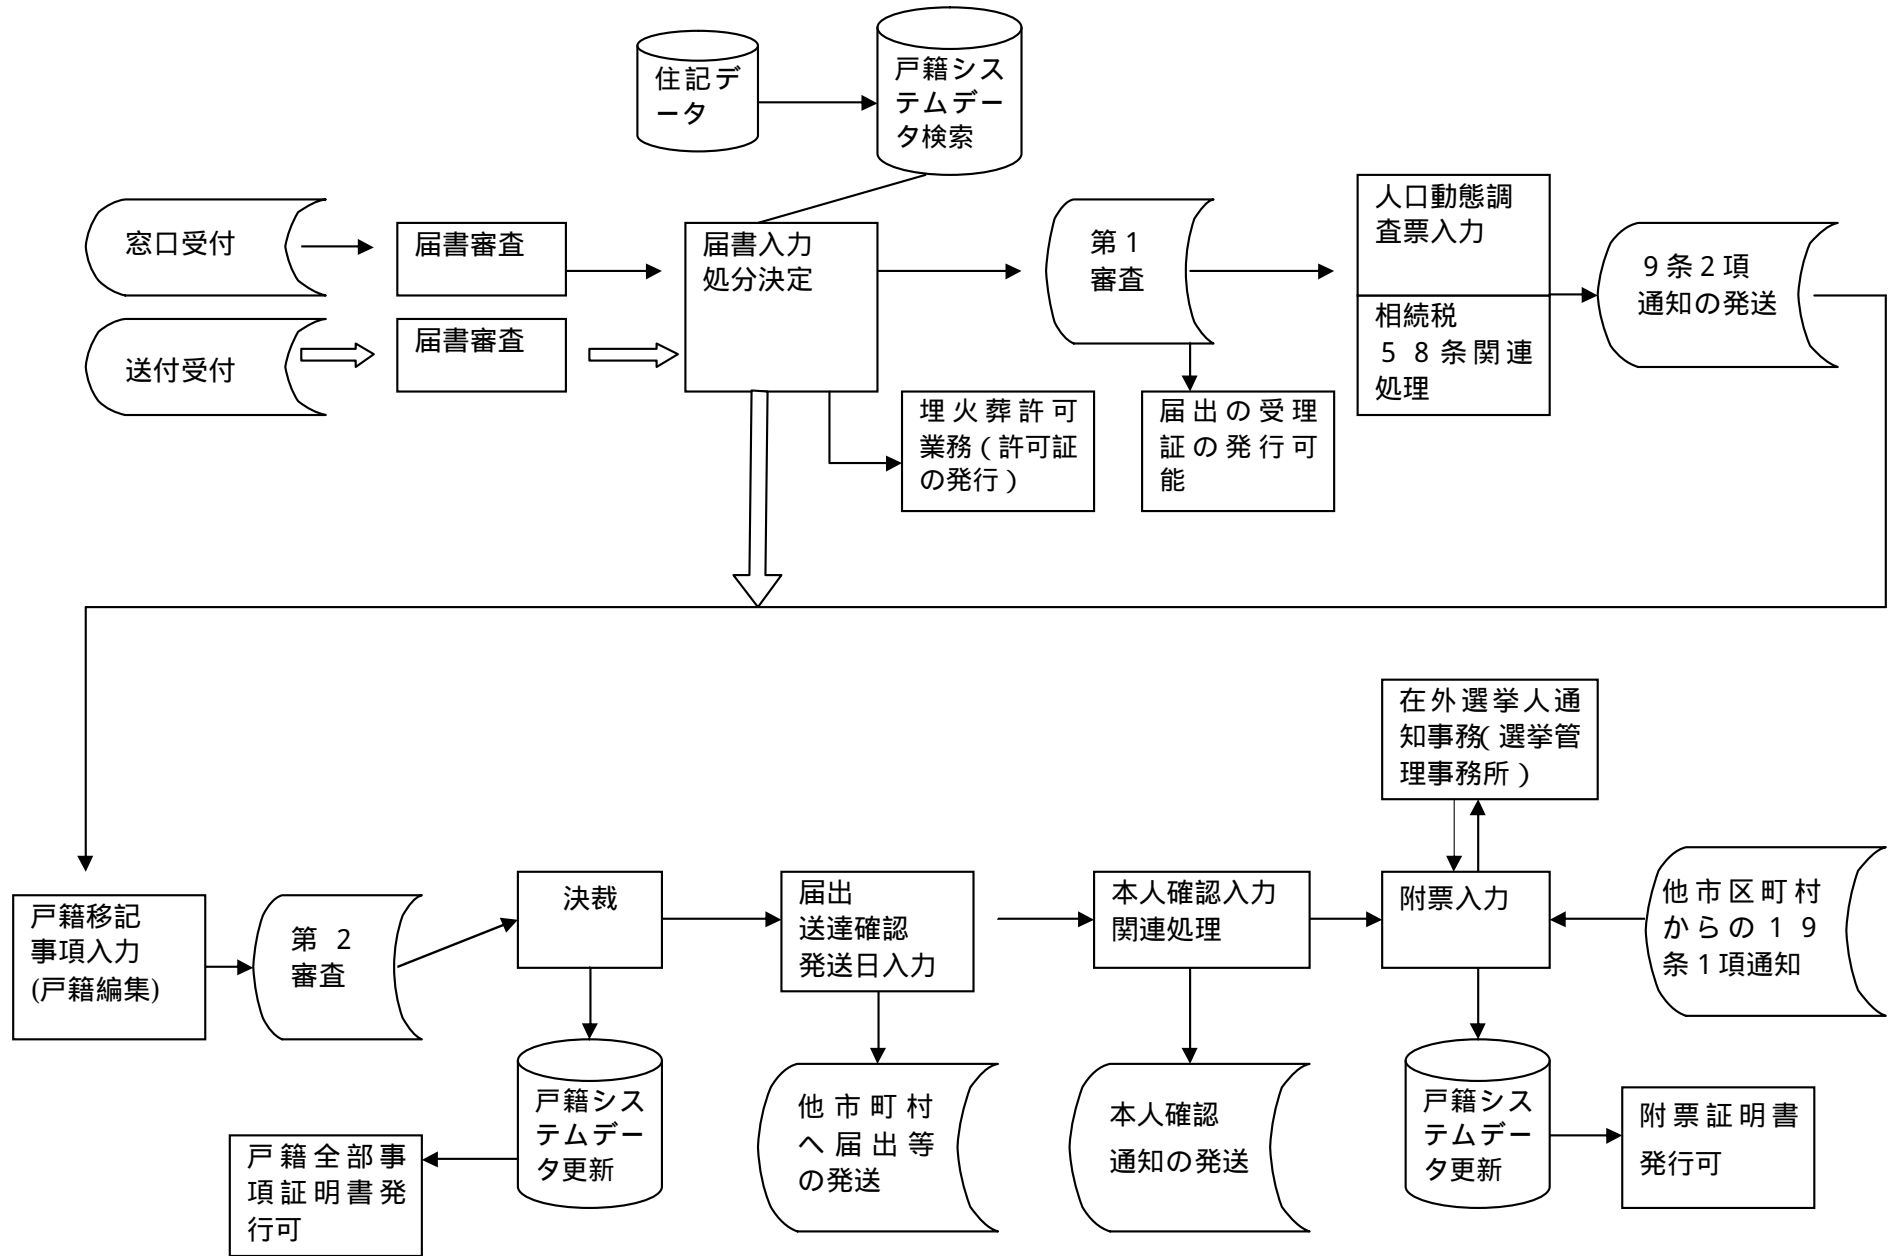 住記デ
ータ
戸籍シス
テムデー
タ検索
窓口受付
届書審査
届書入力
処分決定
第1
審査
人口動態調
査票入力
9条2項
通知の発送
送付受付
届書審査
相続税
58条関連
処理
埋火葬許可
業務(許可証
の発行)
届出の受理
証の発行可
能
在外選挙人通
知事務(選挙管
理事務所)
戸籍移記
事項入力
(戸籍編集)
第2
審査
決裁
届出
送達確認
発送日入力
本人確認入力
関連処理
附票入力
他市区町村
からの19
条1項通知
戸籍全部事
項証明書発
行可
戸籍シス
テムデー
タ更新
他市町村
へ届出等
の発送
本人確認
通知の発送
戸籍シス
テムデー
タ更新
附票証明書
発行可